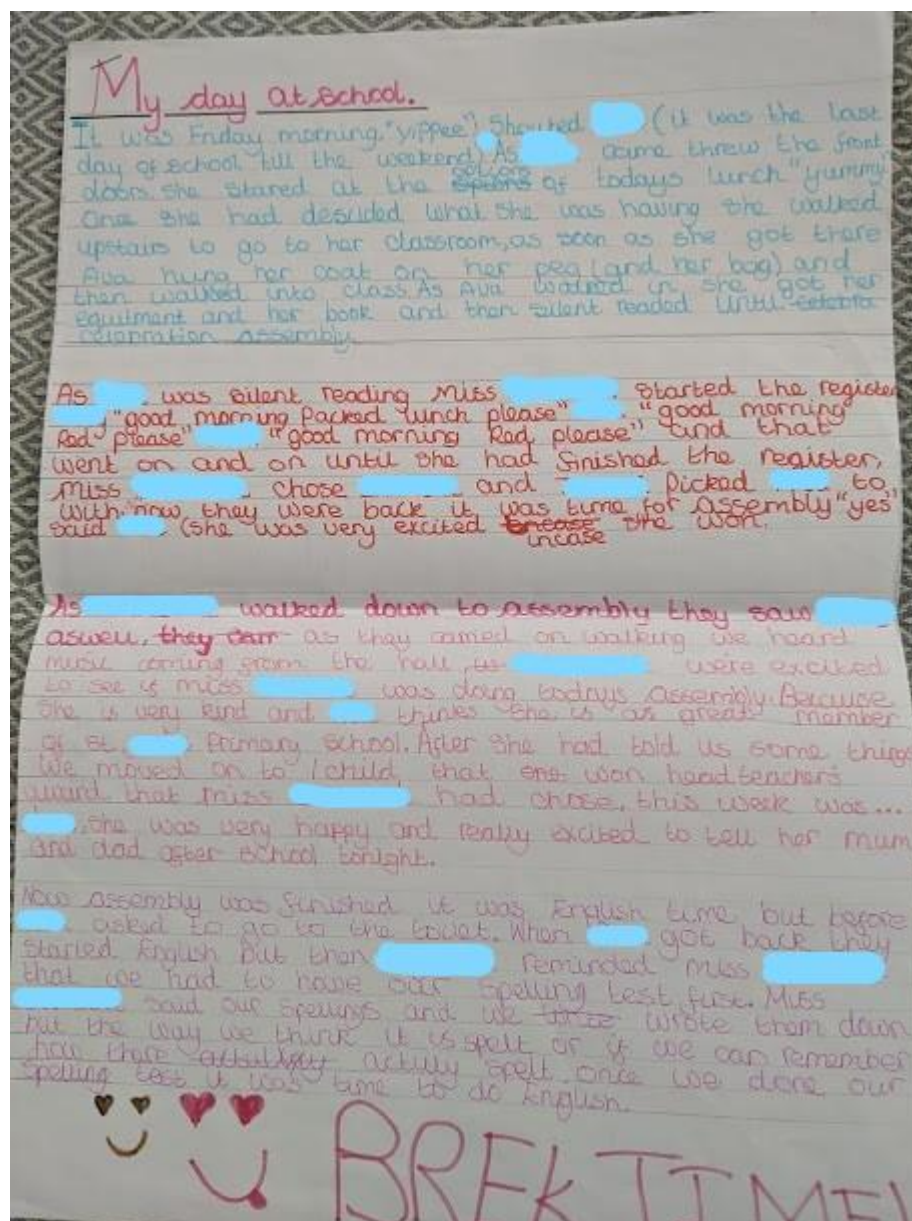 My day at school.
It was Friday morning, "yippee" Shouted (it was the last
day of school till the weekend) As came threw the front
doors she stared at the options of todays lunch "yummy"
One she had desuded what she was having she walked
upstairs to go to her classroom, as soon as she got there
Ava hung her coat on her peg (and her bag) and
then walked into class. As Ava walked in she got her
equitment and her book and then silent readed until celebra
celebration assembly.
As was silent reading Miss started the register
"good morning Packed lunch please" "good morning
Red please" "good morning Red please" and that
went on and on until she had finished the register,
Miss chose and Picked to
With now they were back it was time for assembly "yes"
said (she was very excited incase she won.
As walked down to assembly they saw
aswell, they carr as they carried on walking we heard
music coming from the hall, as were excited
to see if miss was doing todays assembly. Because
She is very kind and thinks she is as great member
of st Primary School. After she had told us some things
We moved on to 1 child that one won headteachers
award that miss had chose, this week was...
she was very happy and really excited to tell her mum
and dad after school tonight.
Now assembly was finished it was English time but before
asked to go to the toilet. When got back they
started English but then reminded miss
that we had to have our spelling test first. Miss
said our spellings and we wrote them down
but the way we think it is spelt or if we can remember
how there actully spelt. once we done our
Spelling test it was time to do English.
BREK TIME!